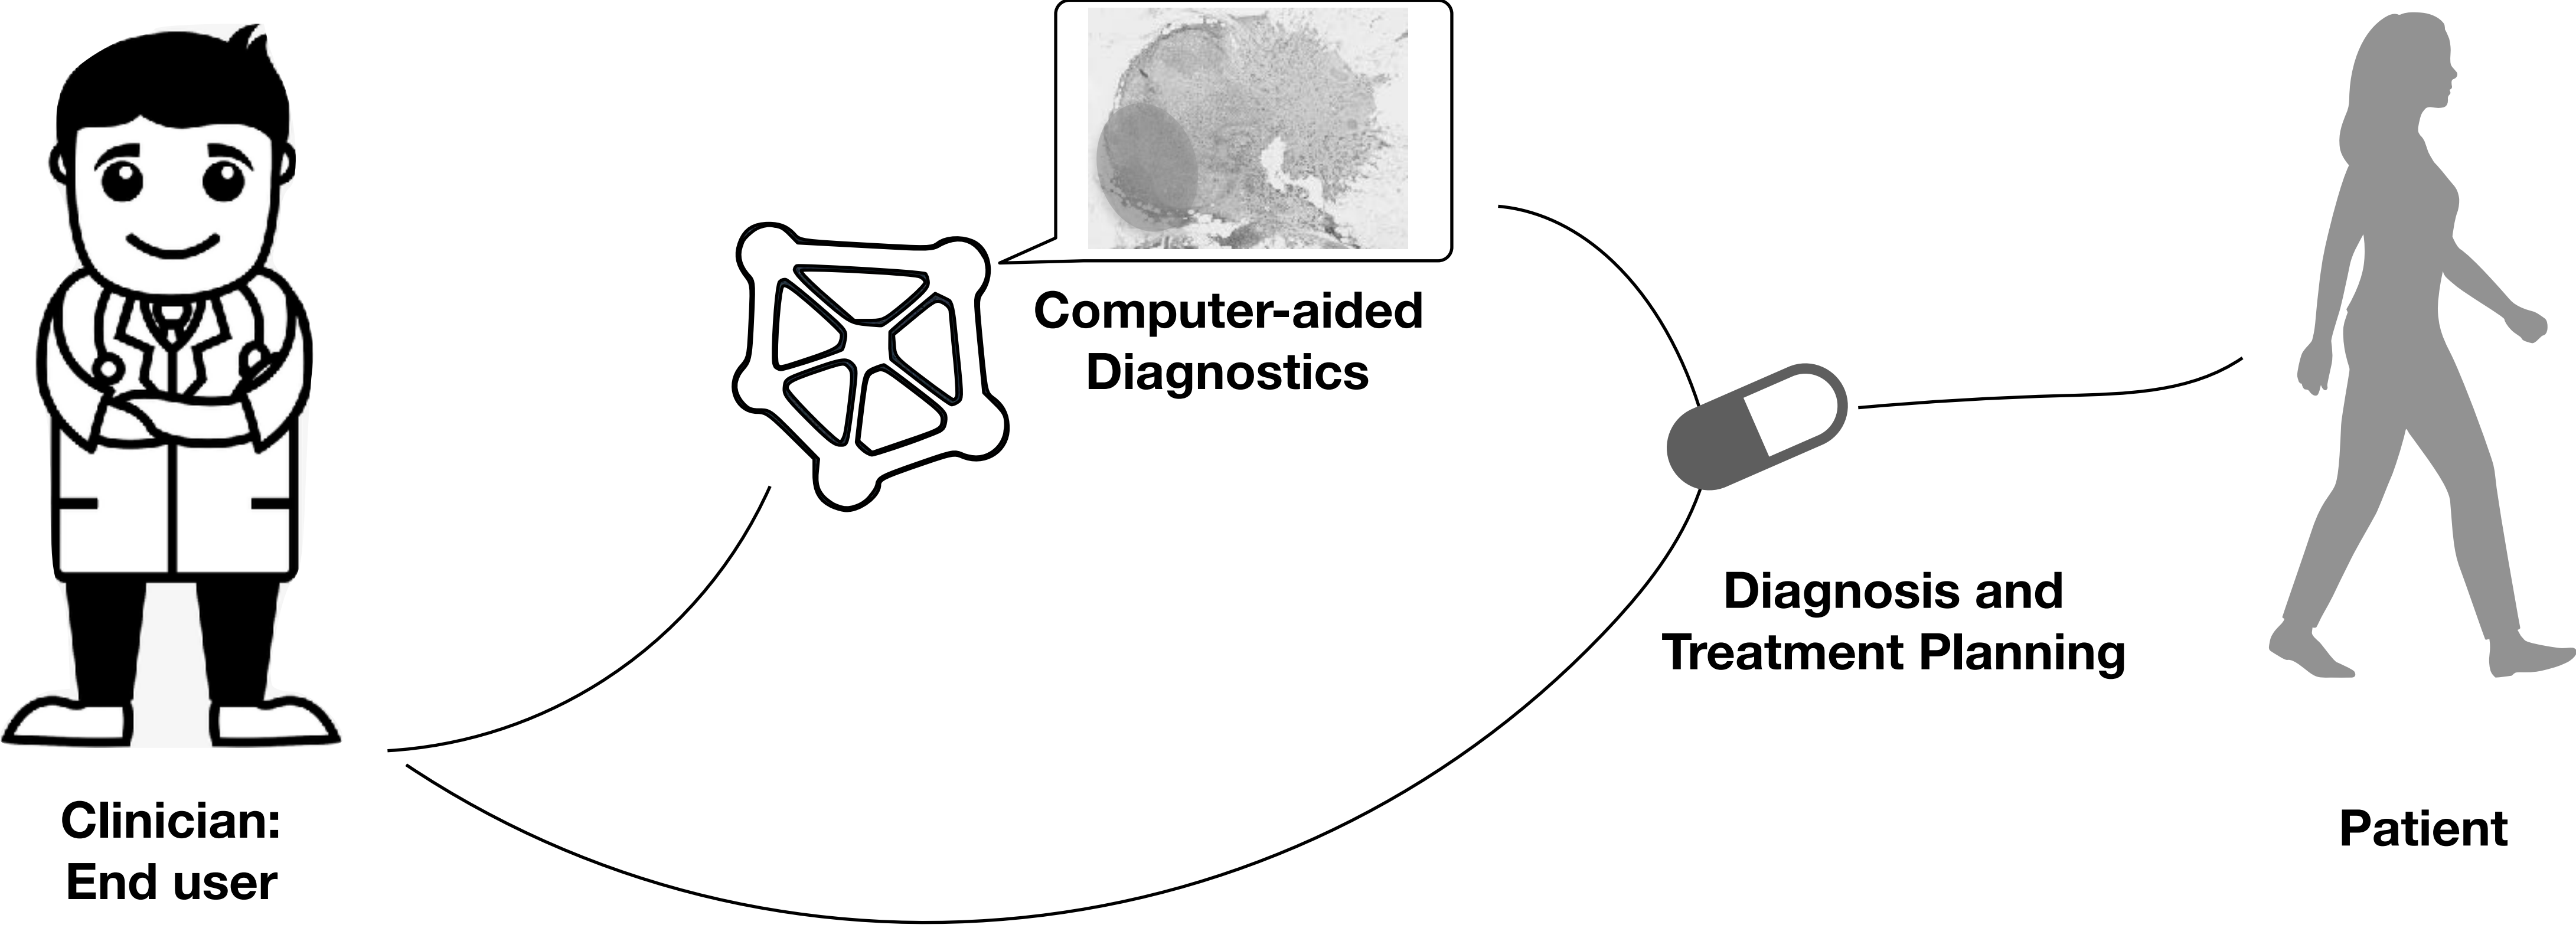 Computer-aided
Diagnostics
Diagnosis and
Treatment Planning
Clinician:
End user
Patient